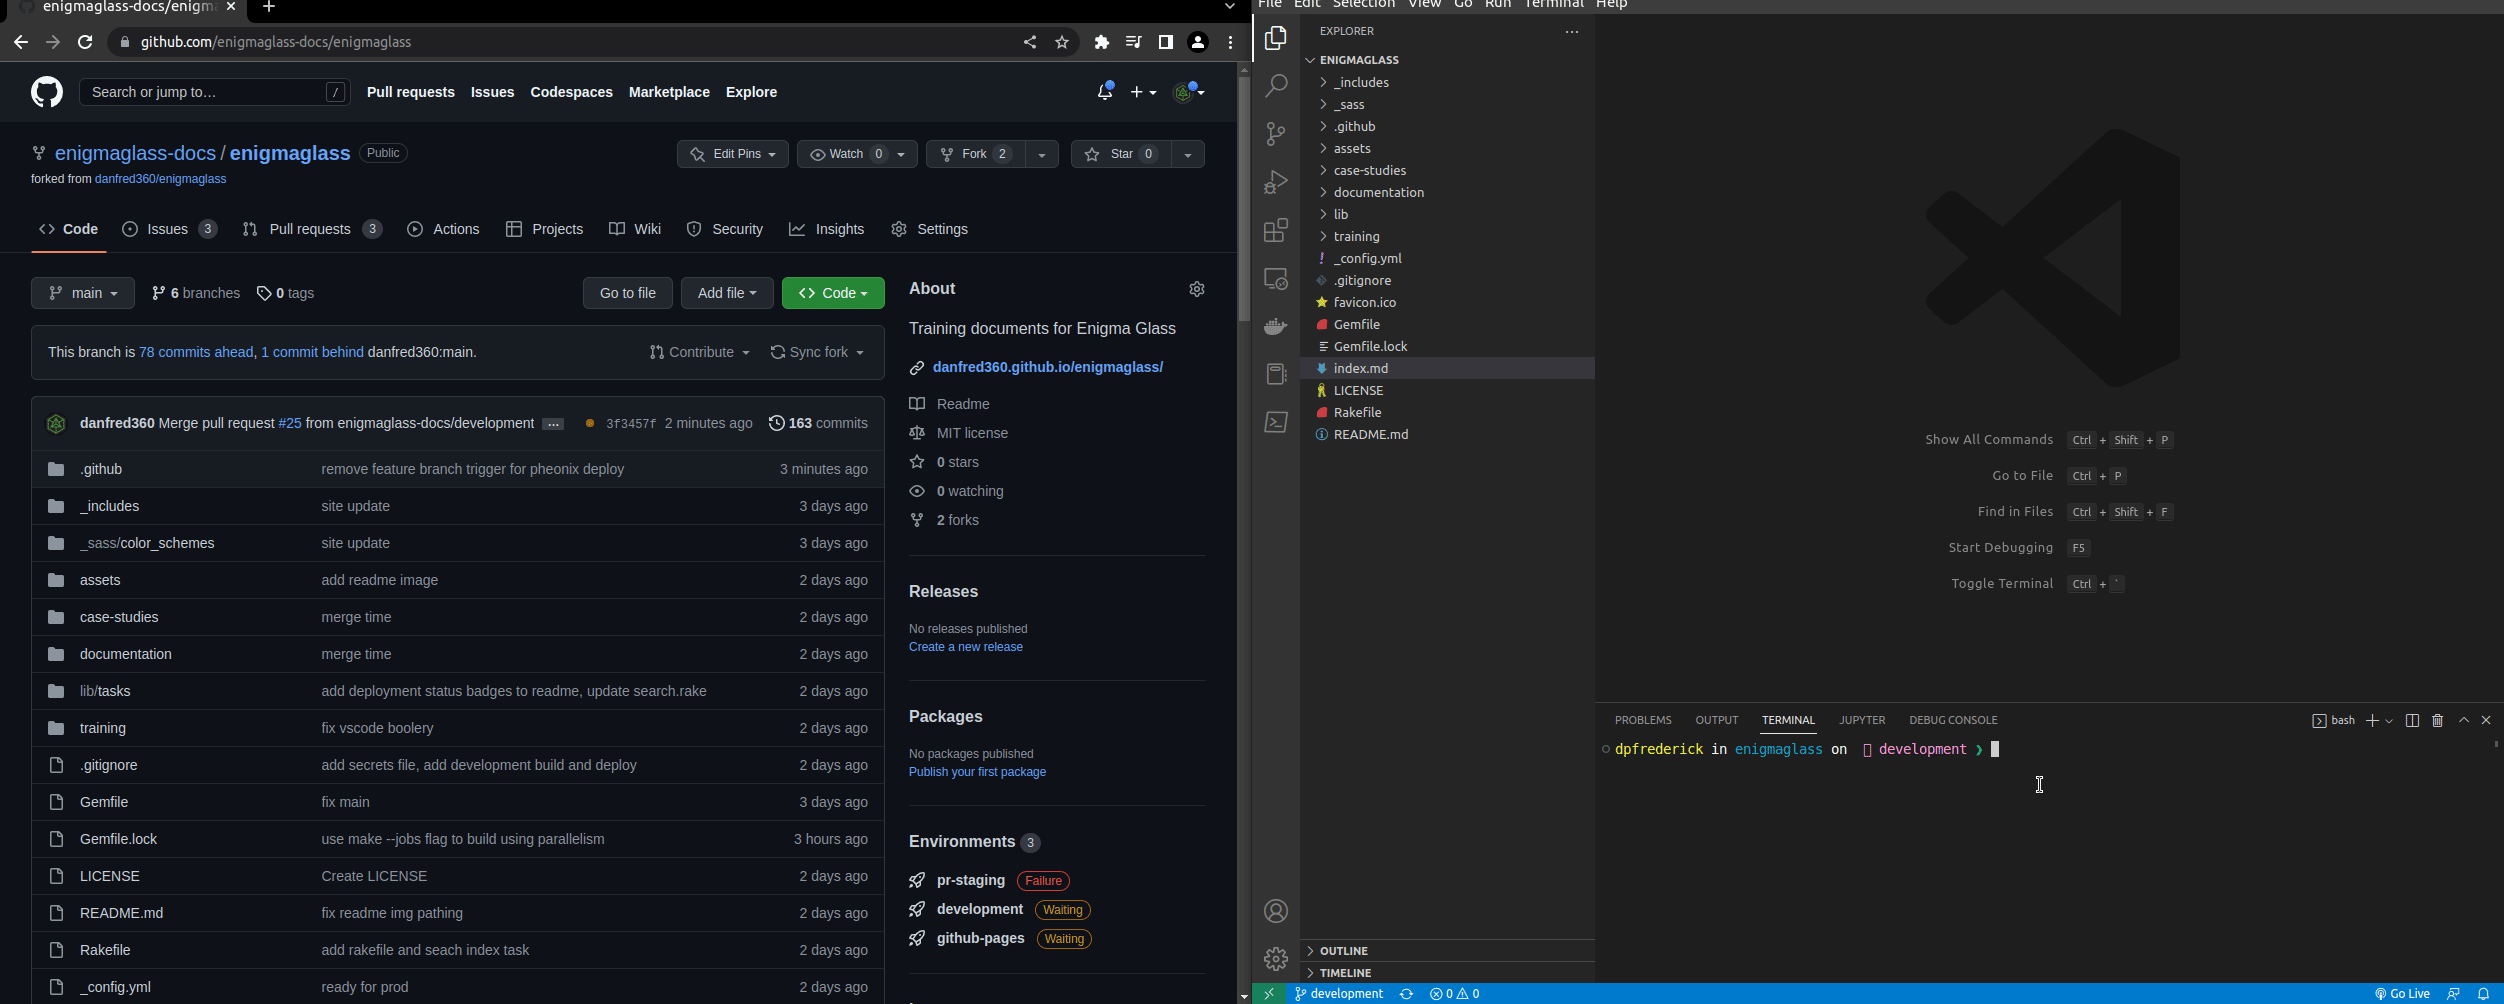 enigmaglass-docs/enigma
github.com/enigmaglass-docs/enigmaglass
Search or jump to…
/
Pull requests
Issues
Codespaces
Marketplace
Explore
enigmaglass-docs / enigmaglass
Public
forked from danfred360/enigmaglass
Edit Pins
Watch 0
Fork 2
Star 0
Code
Issues 3
Pull requests 3
Actions
Projects
Wiki
Security
Insights
Settings
main
6 branches
0 tags
Go to file
Add file
Code
This branch is 78 commits ahead, 1 commit behind danfred360:main.
Contribute
Sync fork
danfred360 Merge pull request #25 from enigmaglass-docs/development ... 3f3457f 2 minutes ago 163 commits
.github remove feature branch trigger for pheonix deploy 3 minutes ago
_includes site update 3 days ago
_sass/color_schemes site update 3 days ago
assets add readme image 2 days ago
case-studies merge time 2 days ago
documentation merge time 2 days ago
lib/tasks add deployment status badges to readme, update search.rake 2 days ago
training fix vscode boolery 2 days ago
.gitignore add secrets file, add development build and deploy 2 days ago
Gemfile fix main 3 days ago
Gemfile.lock use make --jobs flag to build using parallelism 3 hours ago
LICENSE Create LICENSE 2 days ago
README.md fix readme img pathing 2 days ago
Rakefile add rakefile and seach index task 2 days ago
_config.yml ready for prod 2 days ago
About
Training documents for Enigma Glass
danfred360.github.io/enigmaglass/
Readme
MIT license
0 stars
0 watching
2 forks
Releases
No releases published
Create a new release
Packages
No packages published
Publish your first package
Environments 3
pr-staging Failure
development Waiting
github-pages Waiting
File Edit Selection View Go Run Terminal Help
EXPLORER
...
ENIGMAGLASS
_includes
_sass
.github
assets
case-studies
documentation
lib
training
_config.yml
.gitignore
favicon.ico
Gemfile
Gemfile.lock
index.md
LICENSE
Rakefile
README.md
OUTLINE
TIMELINE
Show All Commands Ctrl + Shift + P
Go to File Ctrl + P
Find in Files Ctrl + Shift + F
Start Debugging F5
Toggle Terminal Ctrl + `
PROBLEMS OUTPUT TERMINAL JUPYTER DEBUG CONSOLE
bash
dpfrederick in enigmaglass on development ❯
development
0 0
Go Live